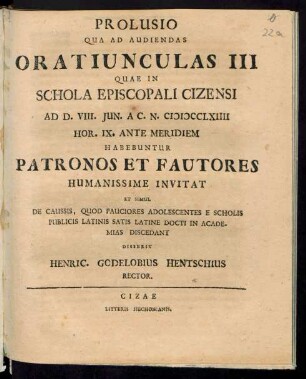 PROLUSIO
QUA AD AUDIENDAS
ORATIUNCULAS III
QUAE IN
SCHOLA EPISCOPALI CIZENSI
AD D. VIII. JUN. A C. N. CIƆIƆCCLXIIII
HOR. IX. ANTE MERIDIEM
HABEBUNTUR
PATRONOS ET FAUTORES
HUMANISSIME INVITAT
ET SIMUL
DE CAUSSIS, QUOD PAUCIORES ADOLESCENTES E SCHOLIS
PUBLICIS LATINIS SATIS LATINE DOCTI IN ACADE-
MIAS DISCEDANT
DISSERIT
HENRIC. GODELOBIUS HENTSCHIUS
RECTOR.
CIZAE
LITTERIS HUCHIMANN.